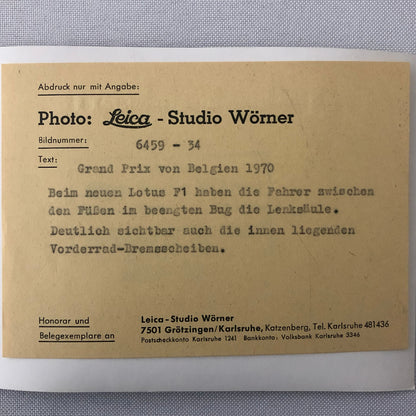 Abdruck nur mit Angabe:
Photo: Leica - Studio Wörner
Bildnummer: 6459 - 34
Text:
Grand Prix von Belgien 1970
Beim neuen Lotus F1 haben die Fahrer zwischen
den Füßen im beengten Bug die Lenksäule.
Deutlich sichtbar auch die innen liegenden
Vorderrad-Bremsscheiben.
Honorar und
Belegexemplare an
Leica - Studio Wörner
7501 Grötzingen/Karlsruhe, Katzenberg, Tel. Karlsruhe 481436
Postscheckkonto Karlsruhe 1241 Bankkonto: Volksbank Karlsruhe 3346